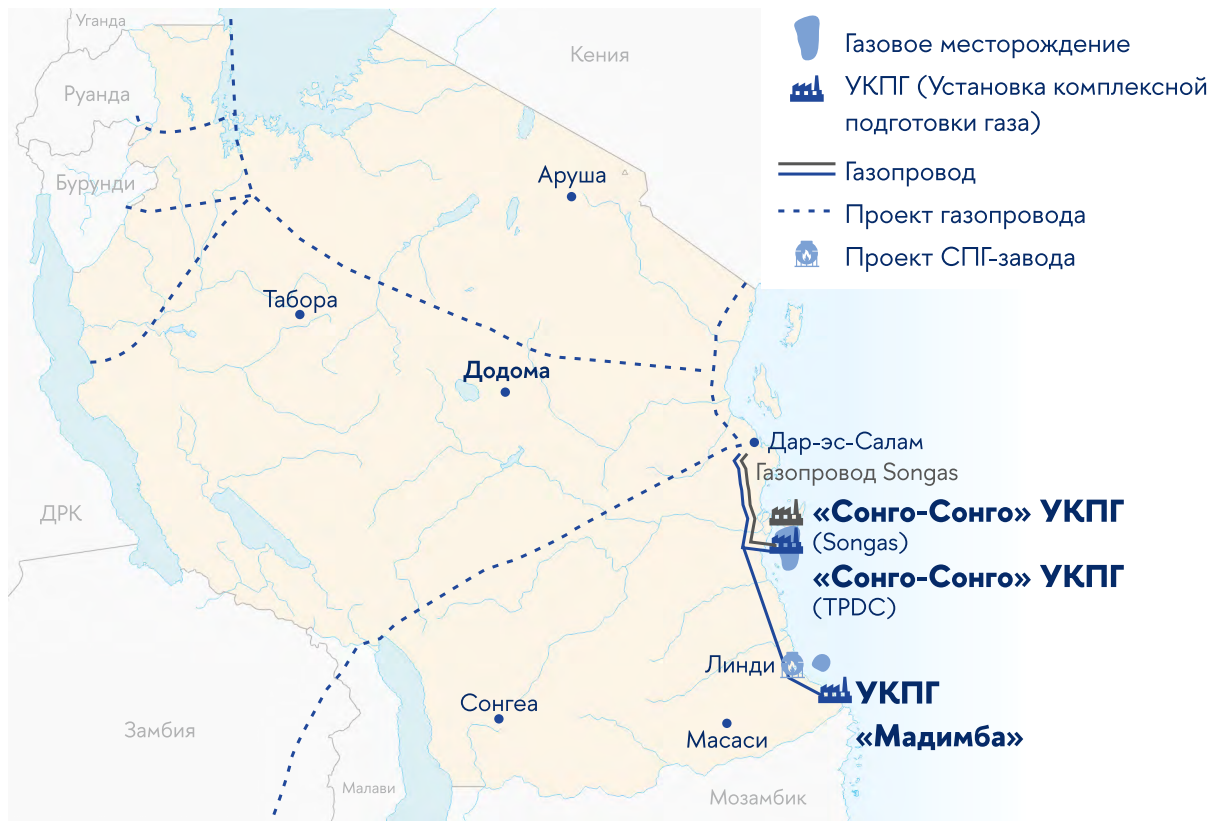 Уганда
Кения
Руанда
Бурунди
Аруша
Табора
Додома
Дар-эс-Салам
Газопровод Songas
ДРК
«Сонго-Сонго» УКПГ
(Songas)
«Сонго-Сонго» УКПГ
(TPDC)
Линди
УКПГ
«Мадимба»
Сонгеа
Масаси
Замбия
Малави
Мозамбик
Газовое месторождение
УКПГ (Установка комплексной
подготовки газа)
Газопровод
Проект газопровода
Проект СПГ-завода